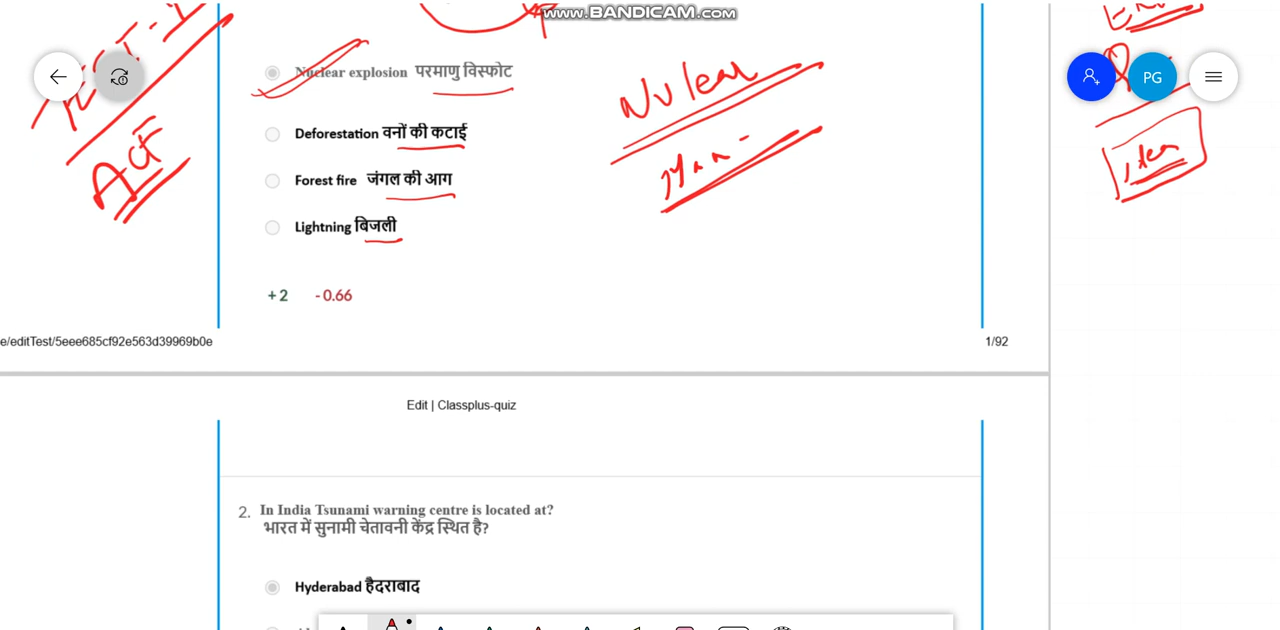 www.BANDICAM.com
Nuclear explosion परमाणु विस्फोट
PG
Deforestation वनों की कटाई
Forest fire जंगल की आग
Lightning बिजली
+ 2 - 0.66
e/editTest/5eee685cf92e563d39969b0e
1/92
Edit | Classplus-quiz
2. In India Tsunami warning centre is located at?
भारत में सुनामी चेतावनी केंद्र स्थित है?
Hyderabad हैदराबाद